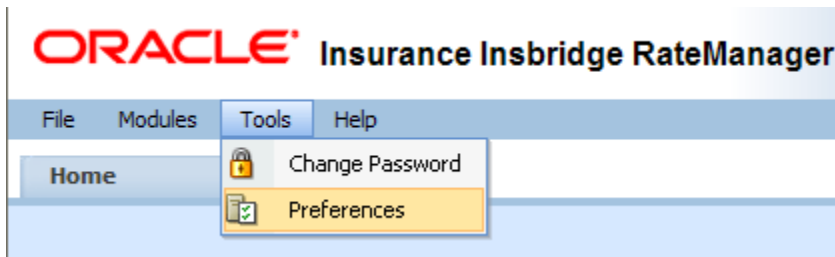 ORACLE Insurance Insbridge RateManager
File Modules Tools Help
Change Password
Home
Preferences